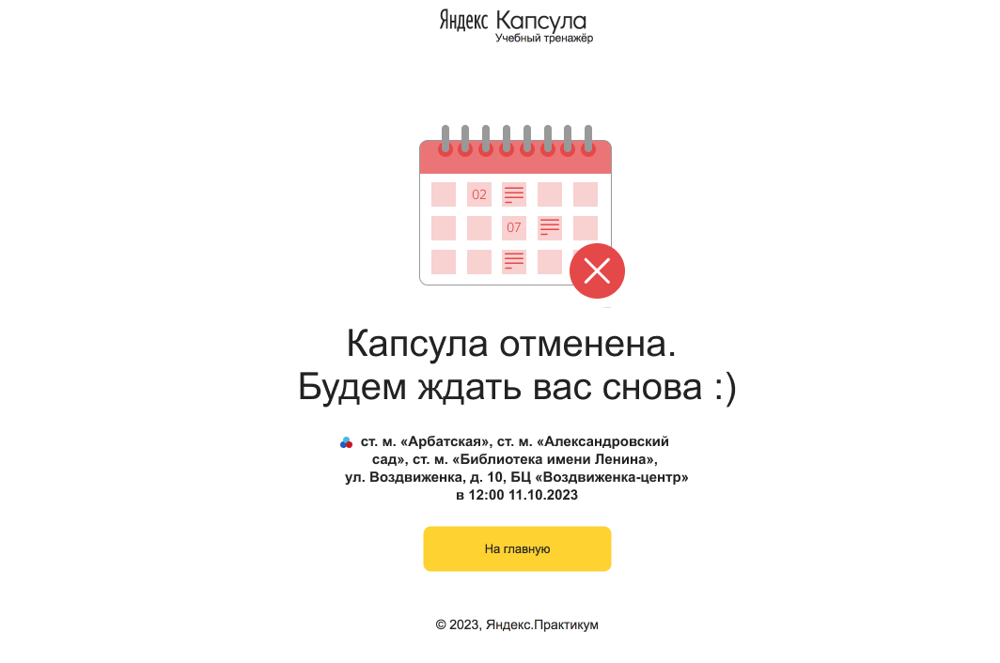 Яндекс Капсула
Учебный тренажёр
02
07
Капсула отменена.
Будем ждать вас снова :)
ст. м. «Арбатская», ст. м. «Александровский
сад», ст. м. «Библиотека имени Ленина»,
ул. Воздвиженка, д. 10, БЦ «Воздвиженка-центр»
в 12:00 11.10.2023
На главную
© 2023, Яндекс.Практикум